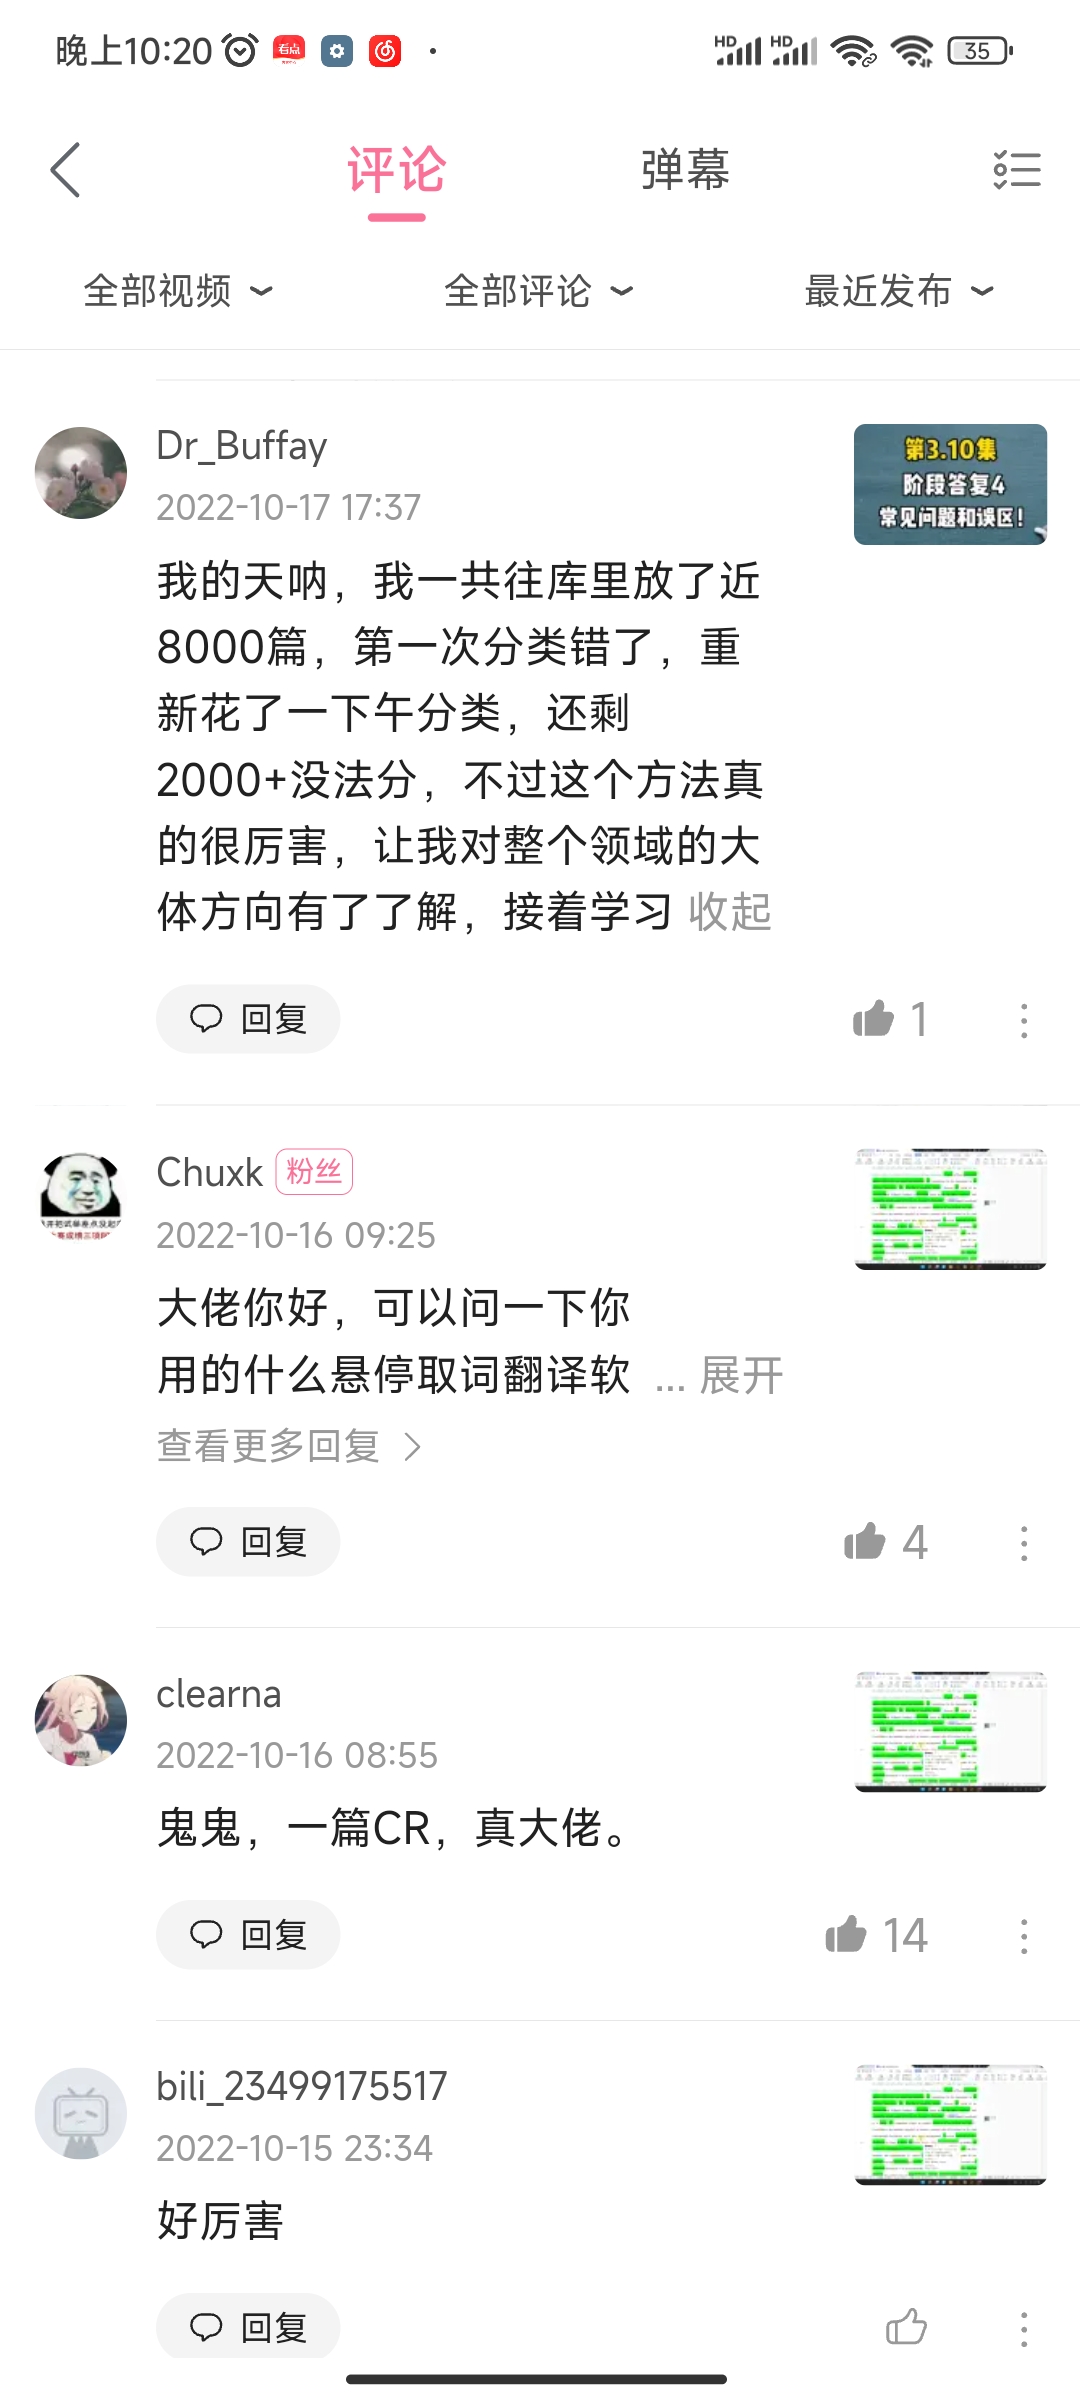 晚上10:20
看点
HD HD 35
评论 弹幕
全部视频 全部评论 最近发布
Dr_Buffay
2022-10-17 17:37
第3.10集
阶段答复4
常见问题和误区!
我的天呐，我一共往库里放了近
8000篇，第一次分类错了，重
新花了一下午分类，还剩
2000+没法分，不过这个方法真
的很厉害，让我对整个领域的大
体方向有了了解，接着学习 收起
回复 1
Chuxk 粉丝
2022-10-16 09:25
大佬你好，可以问一下你
用的什么悬停取词翻译软 ... 展开
查看更多回复
回复 4
clearna
2022-10-16 08:55
鬼鬼，一篇CR，真大佬。
回复 14
bili_23499175517
2022-10-15 23:34
好厉害
回复